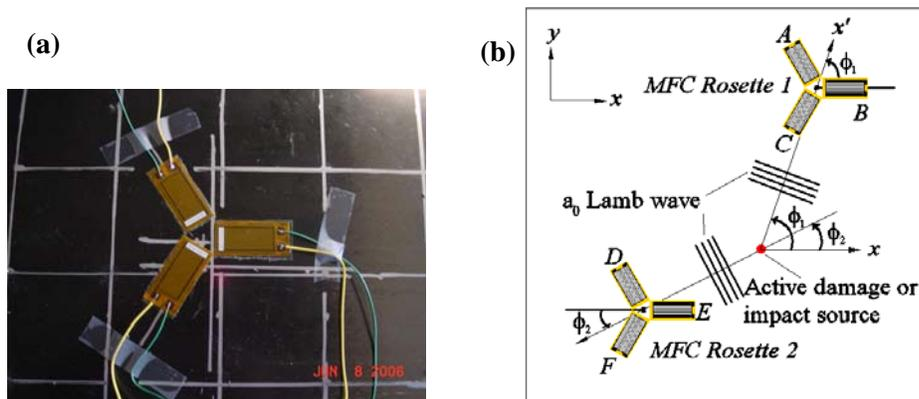 (a)
JUN 8 2006
(b)
y
x
A
x'
ϕ₁
MFC Rosette 1
B
C
a₀ Lamb wave
ϕ₁
ϕ₂
x
D
Active damage or
impact source
E
ϕ₂
F
MFC Rosette 2